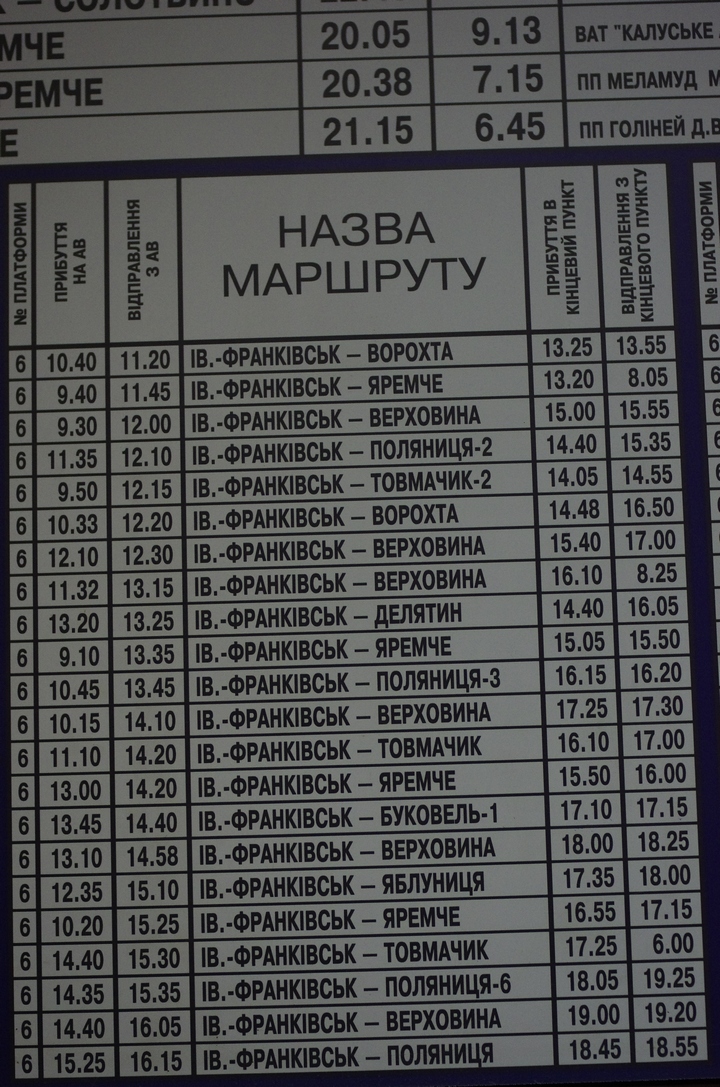 СОЛОТВИНО
МЧЕ 20.05 9.13 ВАТ "КАЛУСЬКЕ
РЕМЧЕ 20.38 7.15 ПП МЕЛАМУД М
Е 21.15 6.45 ПП ГОЛІНЕЙ Д.В
№ ПЛАТФОРМИ ПРИБУТТЯ НА АВ ВІДПРАВЛЕННЯ З АВ НАЗВА МАРШРУТУ ПРИБУТТЯ В КІНЦЕВИЙ ПУНКТ ВІДПРАВЛЕННЯ З КІНЦЕВОГО ПУНКТУ № ПЛАТФОРМИ
6 10.40 11.20 ІВ.-ФРАНКІВСЬК – ВОРОХТА 13.25 13.55 6
6 9.40 11.45 ІВ.-ФРАНКІВСЬК – ЯРЕМЧЕ 13.20 8.05
6 9.30 12.00 ІВ.-ФРАНКІВСЬК – ВЕРХОВИНА 15.00 15.55
6 11.35 12.10 ІВ.-ФРАНКІВСЬК – ПОЛЯНИЦЯ-2 14.40 15.35
6 9.50 12.15 ІВ.-ФРАНКІВСЬК – ТОВМАЧИК-2 14.05 14.55
6 10.33 12.20 ІВ.-ФРАНКІВСЬК – ВОРОХТА 14.48 16.50
6 12.10 12.30 ІВ.-ФРАНКІВСЬК – ВЕРХОВИНА 15.40 17.00
6 11.32 13.15 ІВ.-ФРАНКІВСЬК – ВЕРХОВИНА 16.10 8.25
6 13.20 13.25 ІВ.-ФРАНКІВСЬК – ДЕЛЯТИН 14.40 16.05
6 9.10 13.35 ІВ.-ФРАНКІВСЬК – ЯРЕМЧЕ 15.05 15.50
6 10.45 13.45 ІВ.-ФРАНКІВСЬК – ПОЛЯНИЦЯ-3 16.15 16.20
6 10.15 14.10 ІВ.-ФРАНКІВСЬК – ВЕРХОВИНА 17.25 17.30
6 11.10 14.20 ІВ.-ФРАНКІВСЬК – ТОВМАЧИК 16.10 17.00
6 13.00 14.20 ІВ.-ФРАНКІВСЬК – ЯРЕМЧЕ 15.50 16.00
6 13.45 14.40 ІВ.-ФРАНКІВСЬК – БУКОВЕЛЬ-1 17.10 17.15
6 13.10 14.58 ІВ.-ФРАНКІВСЬК – ВЕРХОВИНА 18.00 18.25
6 12.35 15.10 ІВ.-ФРАНКІВСЬК – ЯБЛУНИЦЯ 17.35 18.00
6 10.20 15.25 ІВ.-ФРАНКІВСЬК – ЯРЕМЧЕ 16.55 17.15
6 14.40 15.30 ІВ.-ФРАНКІВСЬК – ТОВМАЧИК 17.25 6.00
6 14.35 15.35 ІВ.-ФРАНКІВСЬК – ПОЛЯНИЦЯ-6 18.05 19.25
6 14.40 16.05 ІВ.-ФРАНКІВСЬК – ВЕРХОВИНА 19.00 19.20
6 15.25 16.15 ІВ.-ФРАНКІВСЬК – ПОЛЯНИЦЯ 18.45 18.55